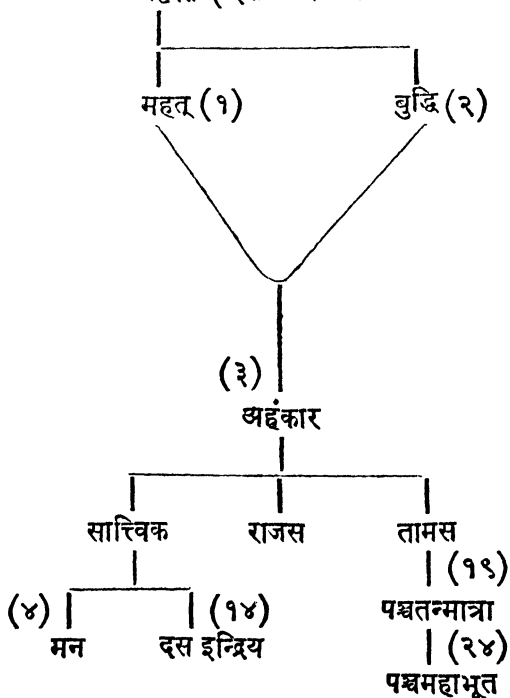 महत् (१) बुद्धि (२)
(३)
अहंकार
सात्त्विक राजस तामस
(४) (१४) (१९)
मन दस इन्द्रिय पञ्चतन्मात्रा
(२४)
पञ्चमहाभूत